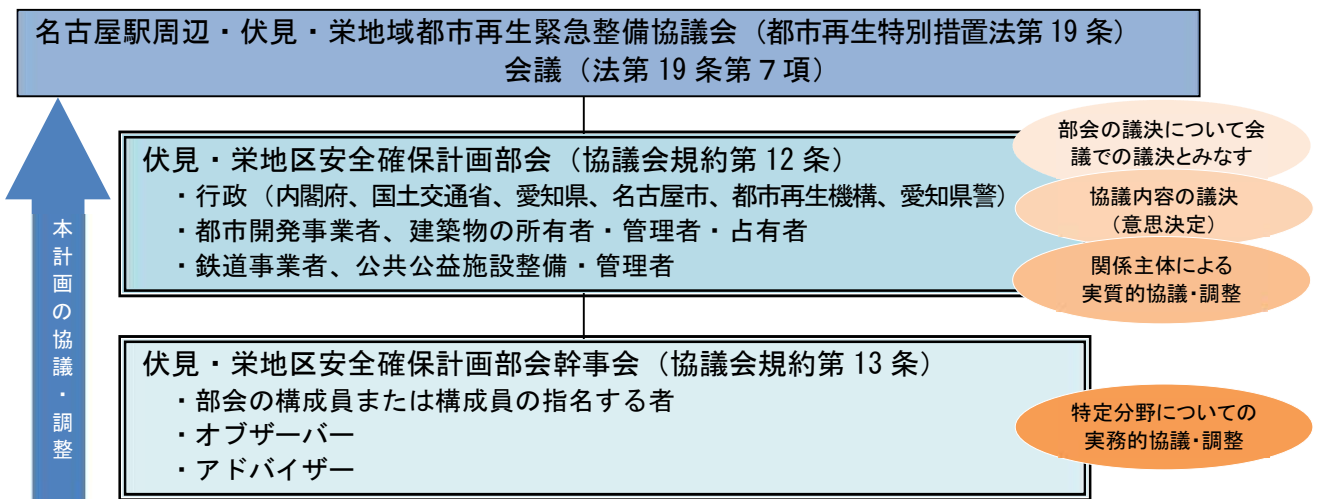 名古屋駅周辺・伏見・栄地域都市再生緊急整備協議会（都市再生特別措置法第19条）
会議（法第19条第７項）
伏見・栄地区安全確保計画部会（協議会規約第12条）
・行政（内閣府、国土交通省、愛知県、名古屋市、都市再生機構、愛知県警）
・都市開発事業者、建築物の所有者・管理者・占有者
・鉄道事業者、公共公益施設整備・管理者
部会の議決について会
議での議決とみなす
協議内容の議決
（意思決定）
関係主体による
実質的協議・調整
伏見・栄地区安全確保計画部会幹事会（協議会規約第13条）
・部会の構成員または構成員の指名する者
・オブザーバー
・アドバイザー
特定分野についての
実務的協議・調整
本計画の協議・調整